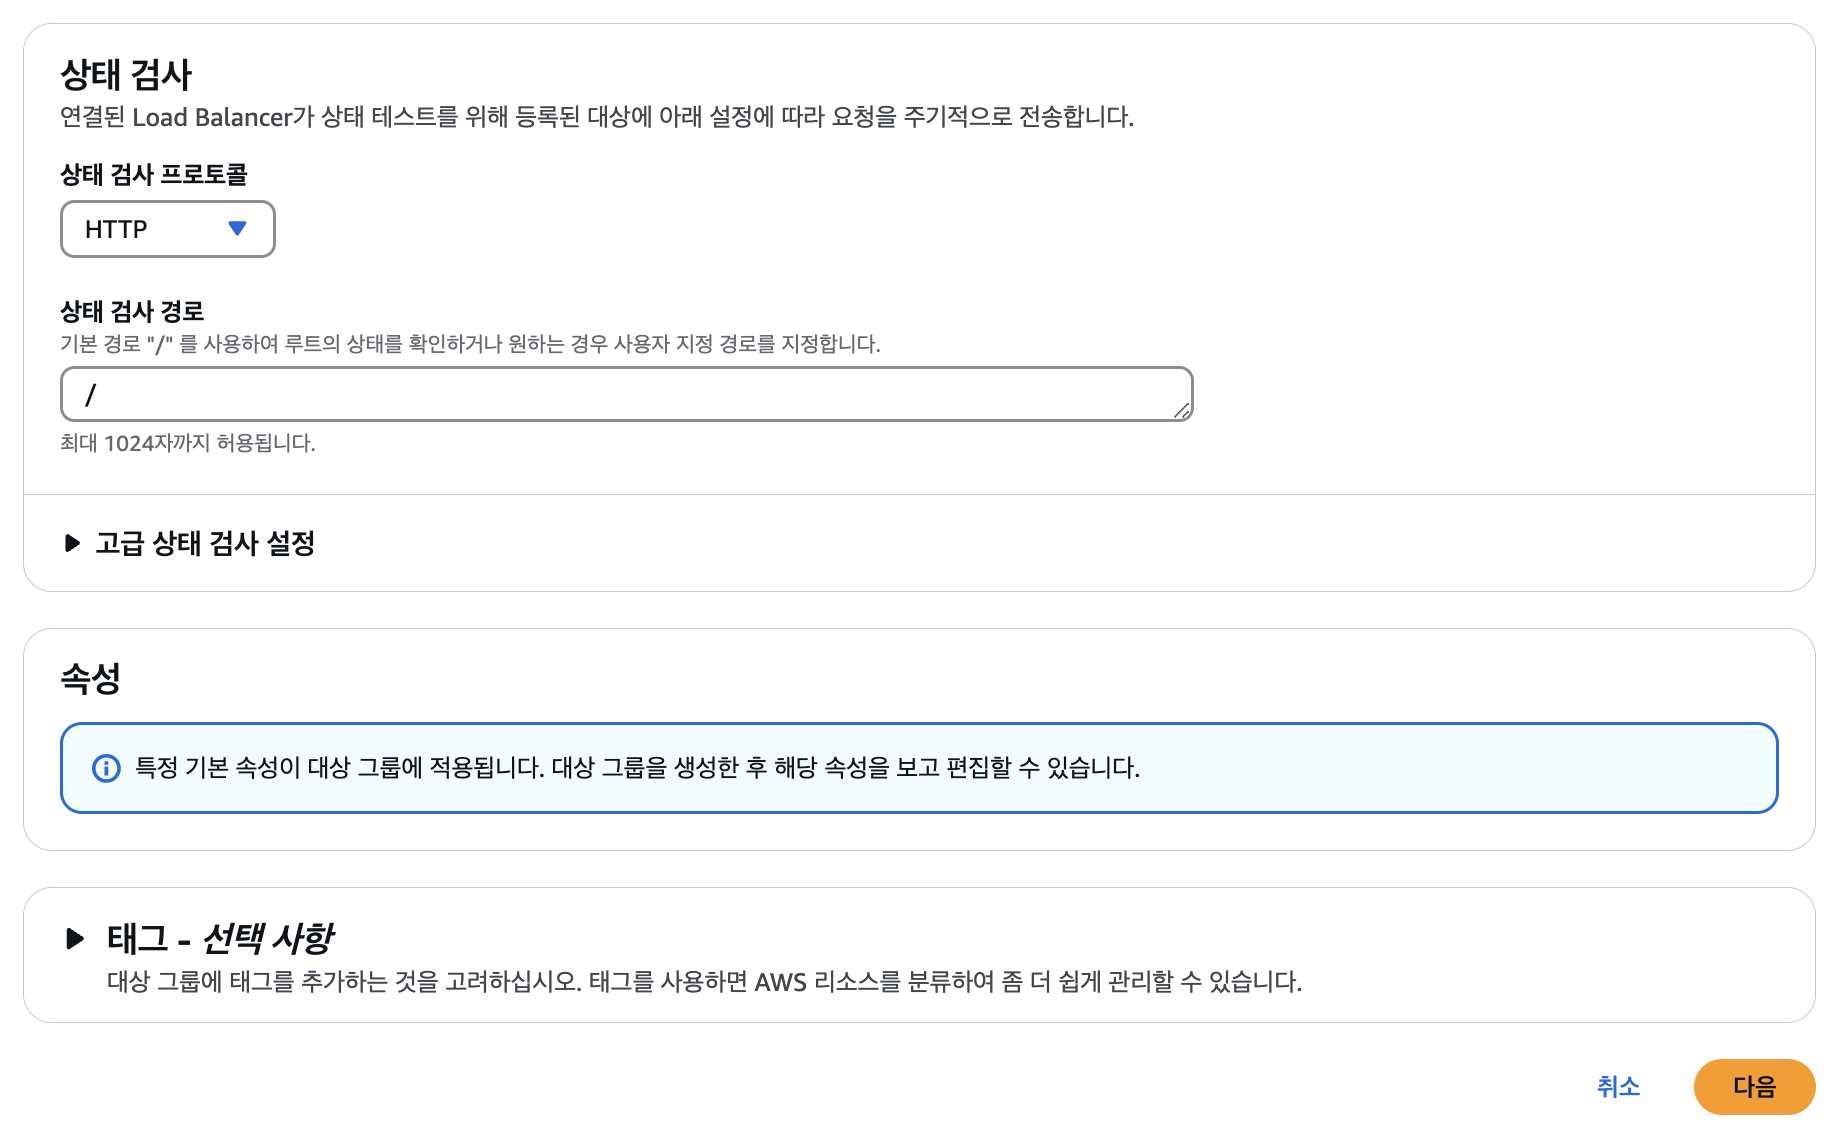 상태 검사
연결된 Load Balancer가 상태 테스트를 위해 등록된 대상에 아래 설정에 따라 요청을 주기적으로 전송합니다.
상태 검사 프로토콜
HTTP
상태 검사 경로
기본 경로 "/" 를 사용하여 루트의 상태를 확인하거나 원하는 경우 사용자 지정 경로를 지정합니다.
/
최대 1024자까지 허용됩니다.
고급 상태 검사 설정
속성
특정 기본 속성이 대상 그룹에 적용됩니다. 대상 그룹을 생성한 후 해당 속성을 보고 편집할 수 있습니다.
태그 - 선택 사항
대상 그룹에 태그를 추가하는 것을 고려하십시오. 태그를 사용하면 AWS 리소스를 분류하여 좀 더 쉽게 관리할 수 있습니다.
취소
다음